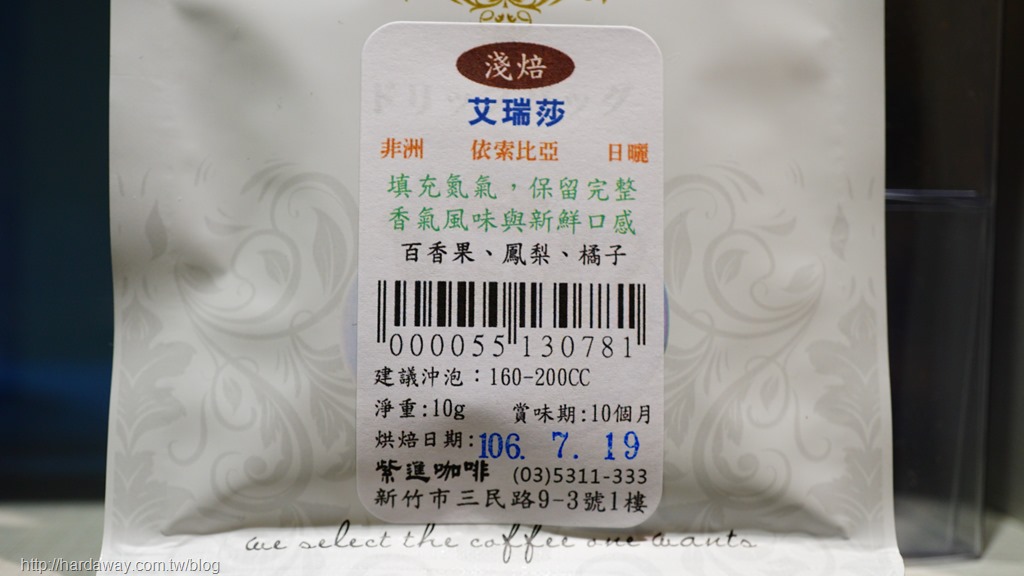 淺焙
艾瑞莎
非洲 依索比亞 日曬
填充氮氣,保留完整
香氣風味與新鮮口感
百香果、鳳梨、橘子
000055130781
建議沖泡:160-200CC
淨重:10g 賞味期:10個月
烘焙日期:106. 7. 19
紫進咖啡 (03)5311-333
新竹市三民路9-3號1樓
we select the coffee one wants
http://hardaway.com.tw/blog